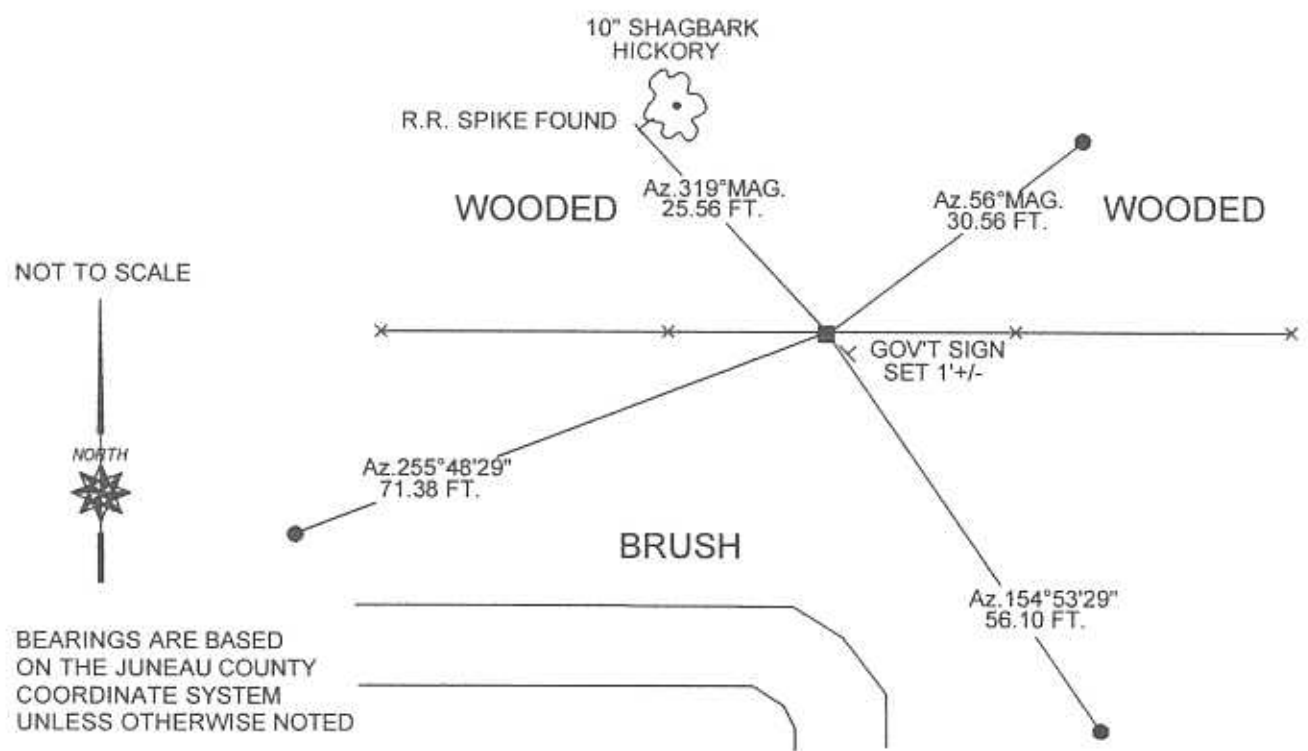 10" SHAGBARK
HICKORY
R.R. SPIKE FOUND
Az.319°MAG.
25.56 FT.
Az.56°MAG.
30.56 FT.
WOODED
WOODED
NOT TO SCALE
GOV'T SIGN
SET 1'+/-
NORTH
Az.255°48'29"
71.38 FT.
BRUSH
Az.154°53'29"
56.10 FT.
BEARINGS ARE BASED
ON THE JUNEAU COUNTY
COORDINATE SYSTEM
UNLESS OTHERWISE NOTED